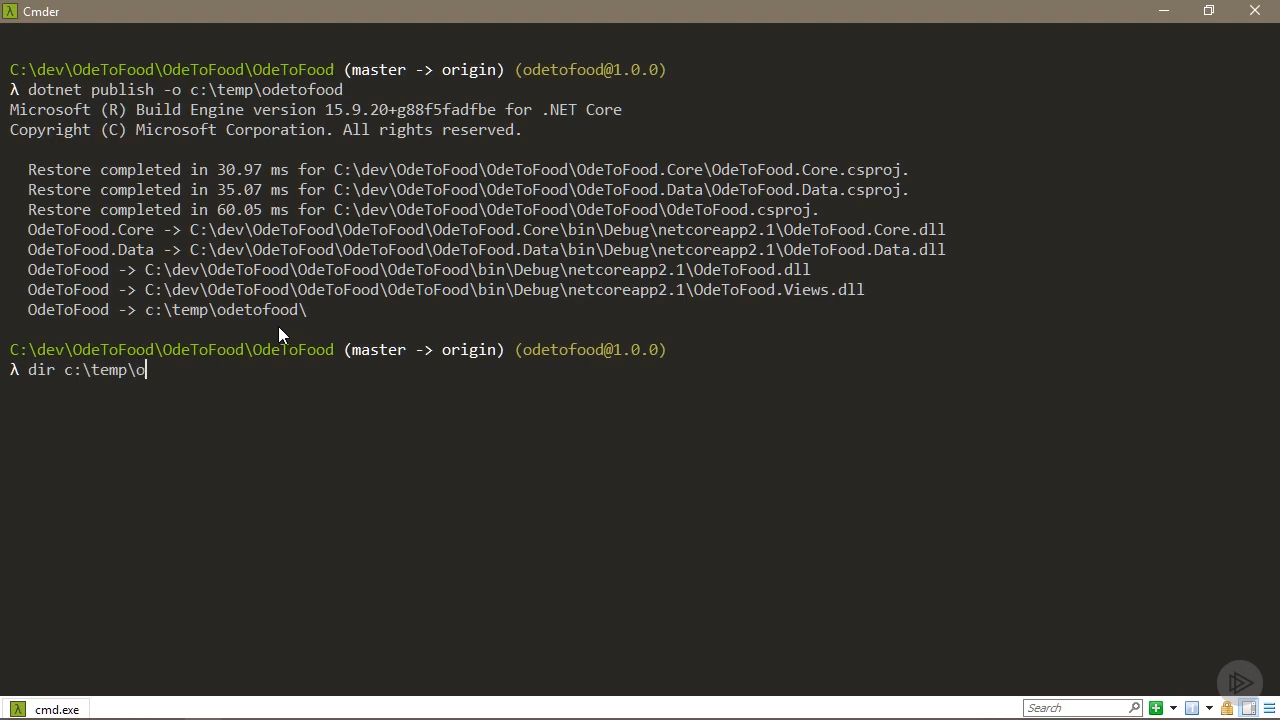 λ Cmder
C:\dev\OdeToFood\OdeToFood\OdeToFood (master -> origin) (odetofood@1.0.0)
λ dotnet publish -o c:\temp\odetofood
Microsoft (R) Build Engine version 15.9.20+g88f5fadfbe for .NET Core
Copyright (C) Microsoft Corporation. All rights reserved.
Restore completed in 30.97 ms for C:\dev\OdeToFood\OdeToFood\OdeToFood.Core\OdeToFood.Core.csproj.
Restore completed in 35.07 ms for C:\dev\OdeToFood\OdeToFood\OdeToFood.Data\OdeToFood.Data.csproj.
Restore completed in 60.05 ms for C:\dev\OdeToFood\OdeToFood\OdeToFood\OdeToFood.csproj.
OdeToFood.Core -> C:\dev\OdeToFood\OdeToFood\OdeToFood.Core\bin\Debug\netcoreapp2.1\OdeToFood.Core.dll
OdeToFood.Data -> C:\dev\OdeToFood\OdeToFood\OdeToFood.Data\bin\Debug\netcoreapp2.1\OdeToFood.Data.dll
OdeToFood -> C:\dev\OdeToFood\OdeToFood\OdeToFood\bin\Debug\netcoreapp2.1\OdeToFood.dll
OdeToFood -> C:\dev\OdeToFood\OdeToFood\OdeToFood\bin\Debug\netcoreapp2.1\OdeToFood.Views.dll
OdeToFood -> c:\temp\odetofood\
C:\dev\OdeToFood\OdeToFood\OdeToFood (master -> origin) (odetofood@1.0.0)
λ dir c:\temp\o
λ cmd.exe
Search